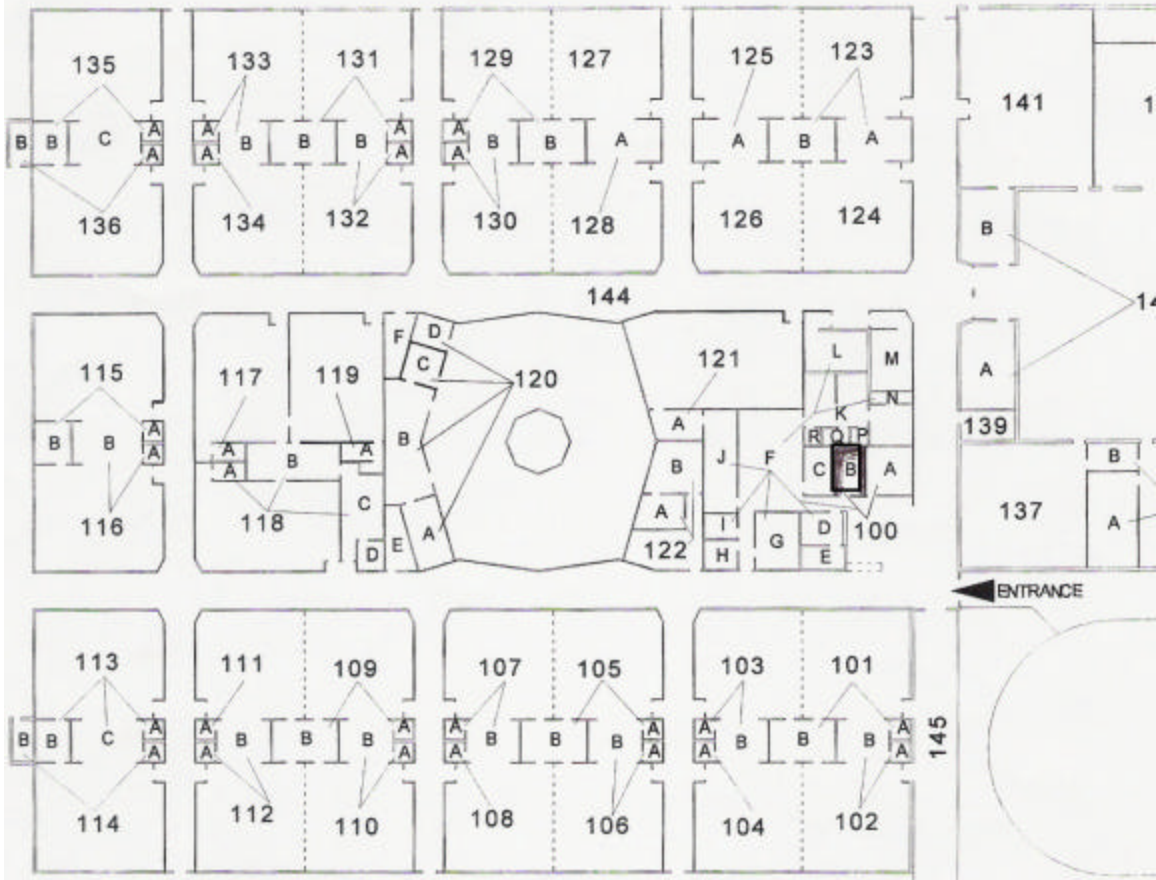 135 133 131 129 127 125 123 141 1
A A A A
B B C A B B B A B B A A B A
A A A A
136 134 132 130 128 126 124 B
144 14
F D L M
115 117 119 C 120 121 A
N
A A A A K 139
B B A B B B J F R Q P B
A C C B A
116 118 A A I D 100 137 A
E 122 G
D H E
ENTRANCE
113 111 109 107 105 103 101
A A A A A A A
B B C B B B B B B B B B 145
A A A A A A A
114 112 110 108 106 104 102